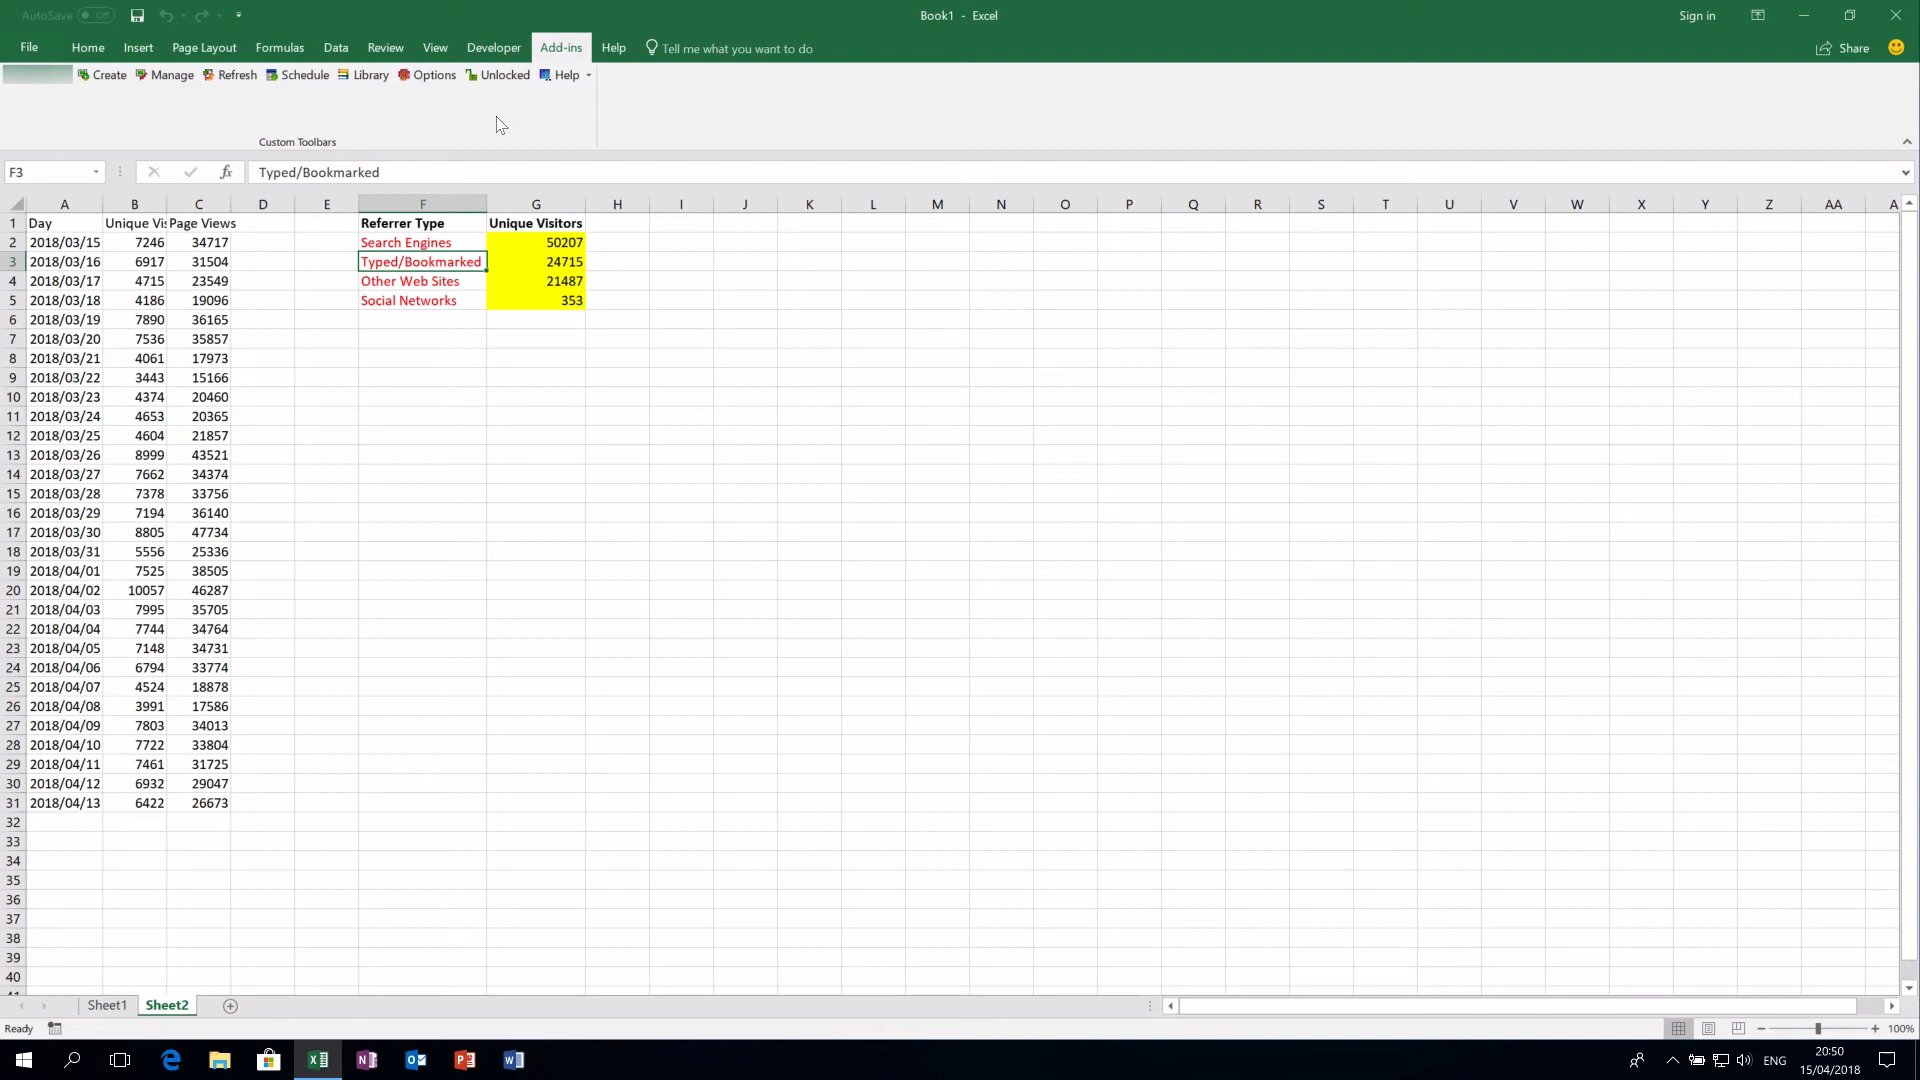 AutoSave Off
Book1 - Excel
Sign in
File Home Insert Page Layout Formulas Data Review View Developer Add-ins Help Tell me what you want to do Share
Create Manage Refresh Schedule Library Options Unlocked Help
Custom Toolbars
F3 fx Typed/Bookmarked
A B C D E F G H I J K L M N O P Q R S T U V W X Y Z AA A
1 Day Unique Vis Page Views Referrer Type Unique Visitors
2 2018/03/15 7246 34717 Search Engines 50207
3 2018/03/16 6917 31504 Typed/Bookmarked 24715
4 2018/03/17 4715 23549 Other Web Sites 21487
5 2018/03/18 4186 19096 Social Networks 353
6 2018/03/19 7890 36165
7 2018/03/20 7536 35857
8 2018/03/21 4061 17973
9 2018/03/22 3443 15166
10 2018/03/23 4374 20460
11 2018/03/24 4653 20365
12 2018/03/25 4604 21857
13 2018/03/26 8999 43521
14 2018/03/27 7662 34374
15 2018/03/28 7378 33756
16 2018/03/29 7194 36140
17 2018/03/30 8805 47734
18 2018/03/31 5556 25336
19 2018/04/01 7525 38505
20 2018/04/02 10057 46287
21 2018/04/03 7995 35705
22 2018/04/04 7744 34764
23 2018/04/05 7148 34731
24 2018/04/06 6794 33774
25 2018/04/07 4524 18878
26 2018/04/08 3991 17586
27 2018/04/09 7803 34013
28 2018/04/10 7722 33804
29 2018/04/11 7461 31725
30 2018/04/12 6932 29047
31 2018/04/13 6422 26673
32
33
34
35
36
37
38
39
40
41
Sheet1 Sheet2
Ready 100%
ENG 20:50
15/04/2018